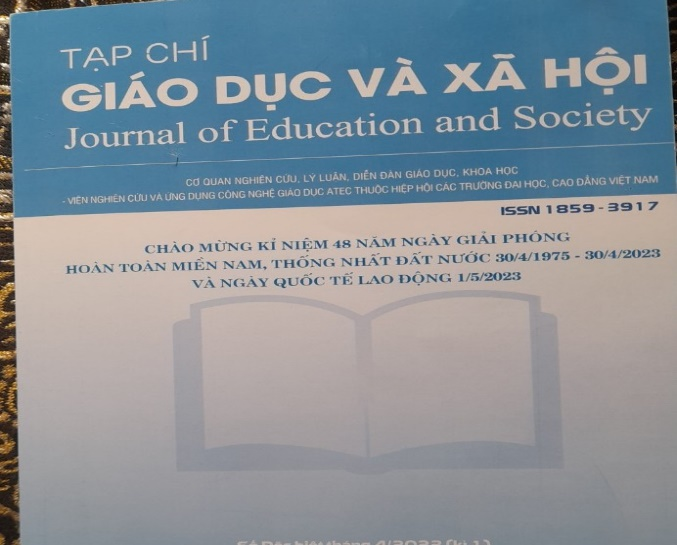 TẠP CHÍ
GIÁO DỤC VÀ XÃ HỘI
Journal of Education and Society
CƠ QUAN NGHIÊN CỨU, LÝ LUẬN, DIỄN ĐÀN GIÁO DỤC, KHOA HỌC
- VIỆN NGHIÊN CỨU VÀ ỨNG DỤNG CÔNG NGHỆ GIÁO DỤC ATEC THUỘC HIỆP HỘI CÁC TRƯỜNG ĐẠI HỌC, CAO ĐẲNG VIỆT NAM
ISSN 1859 - 3917
CHÀO MỪNG KỈ NIỆM 48 NĂM NGÀY GIẢI PHÓNG
HOÀN TOÀN MIỀN NAM, THỐNG NHẤT ĐẤT NƯỚC 30/4/1975 - 30/4/2023
VÀ NGÀY QUỐC TẾ LAO ĐỘNG 1/5/2023